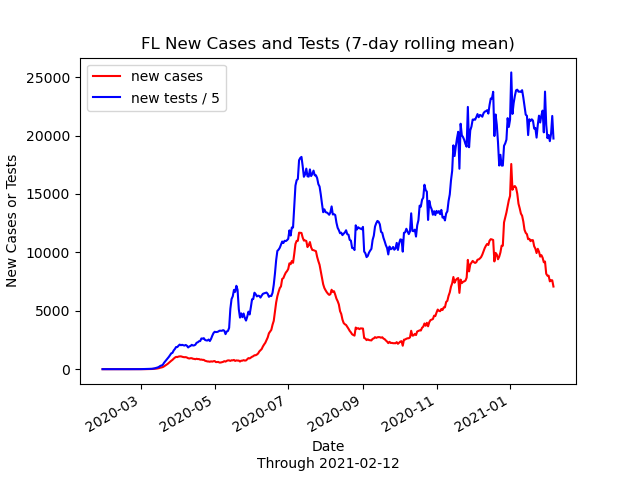 FL New Cases and Tests (7-day rolling mean)
new cases
new tests / 5
25000
20000
15000
10000
5000
0
New Cases or Tests
2020-03
2020-05
2020-07
2020-09
2020-11
2021-01
Date
Through 2021-02-12